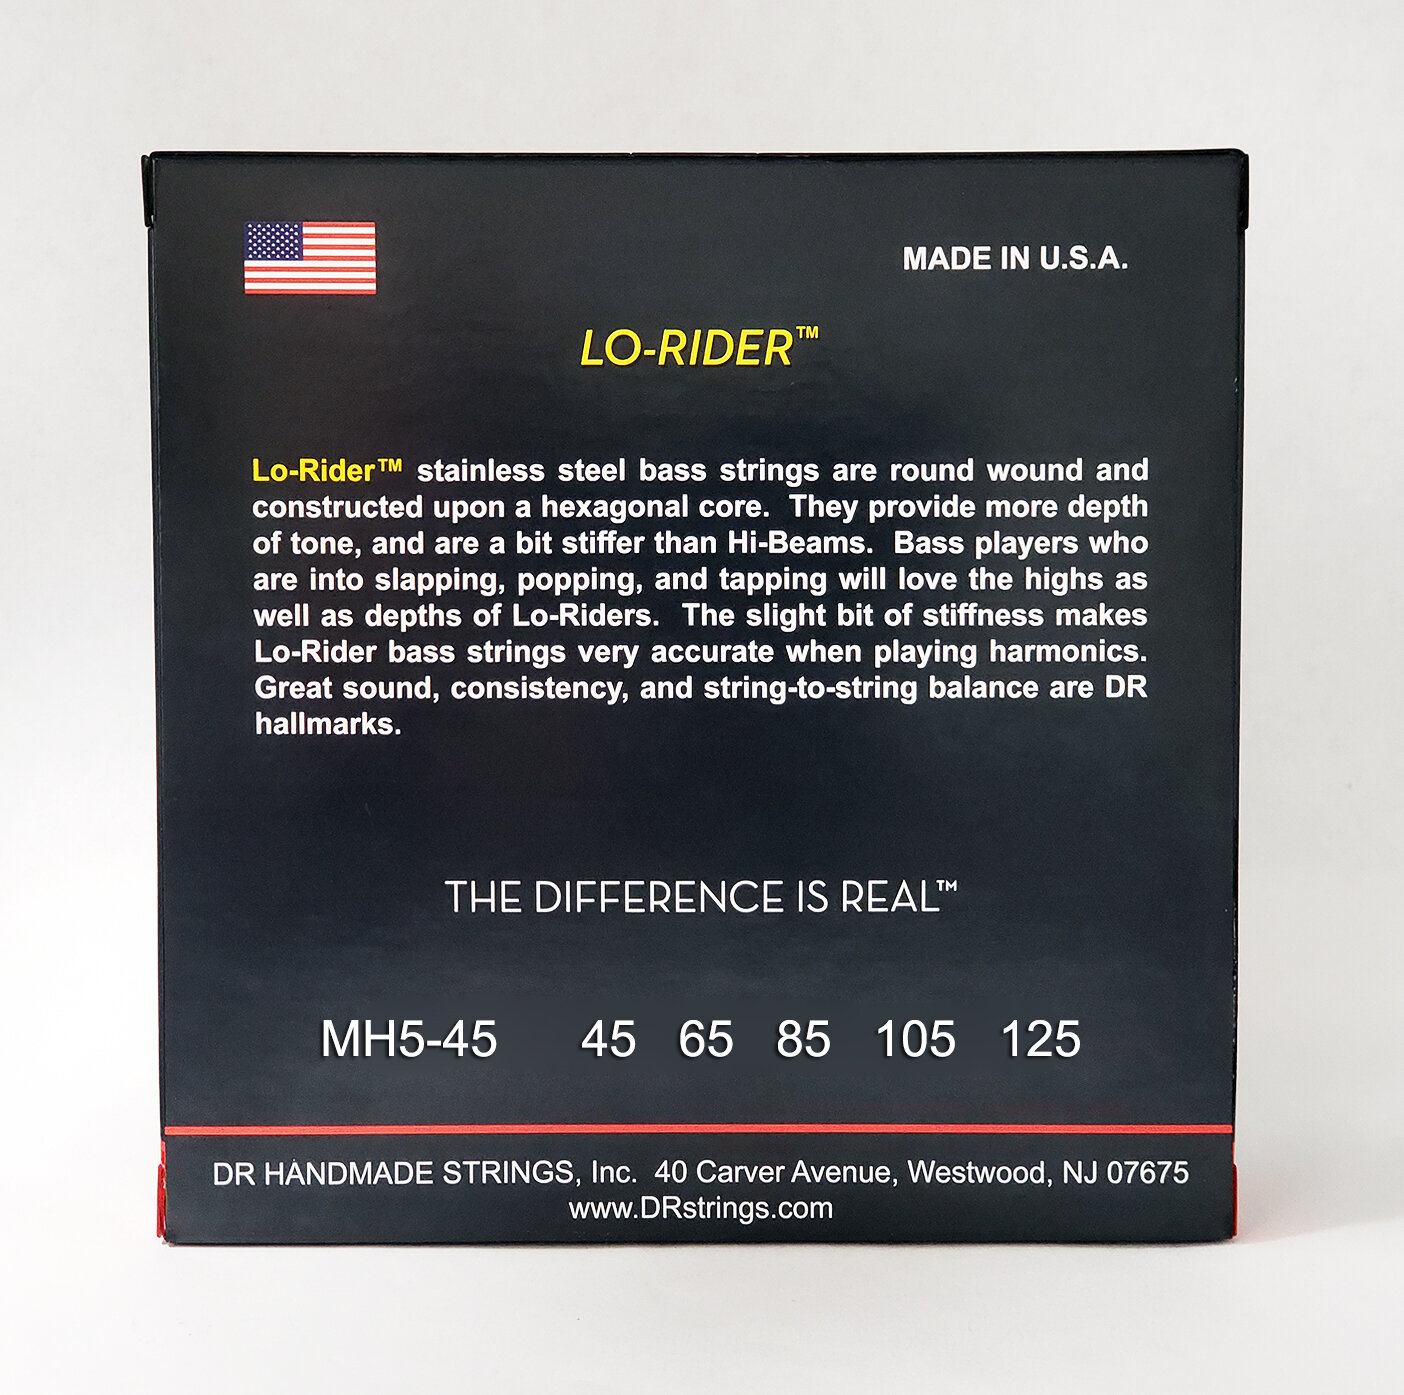 MADE IN U.S.A.
LO-RIDER™
Lo-Rider™ stainless steel bass strings are round wound and
constructed upon a hexagonal core. They provide more depth
of tone, and are a bit stiffer than Hi-Beams. Bass players who
are into slapping, popping, and tapping will love the highs as
well as depths of Lo-Riders. The slight bit of stiffness makes
Lo-Rider bass strings very accurate when playing harmonics.
Great sound, consistency, and string-to-string balance are DR
hallmarks.
THE DIFFERENCE IS REAL™
MH5-45 45 65 85 105 125
DR HANDMADE STRINGS, Inc. 40 Carver Avenue, Westwood, NJ 07675
www.DRstrings.com